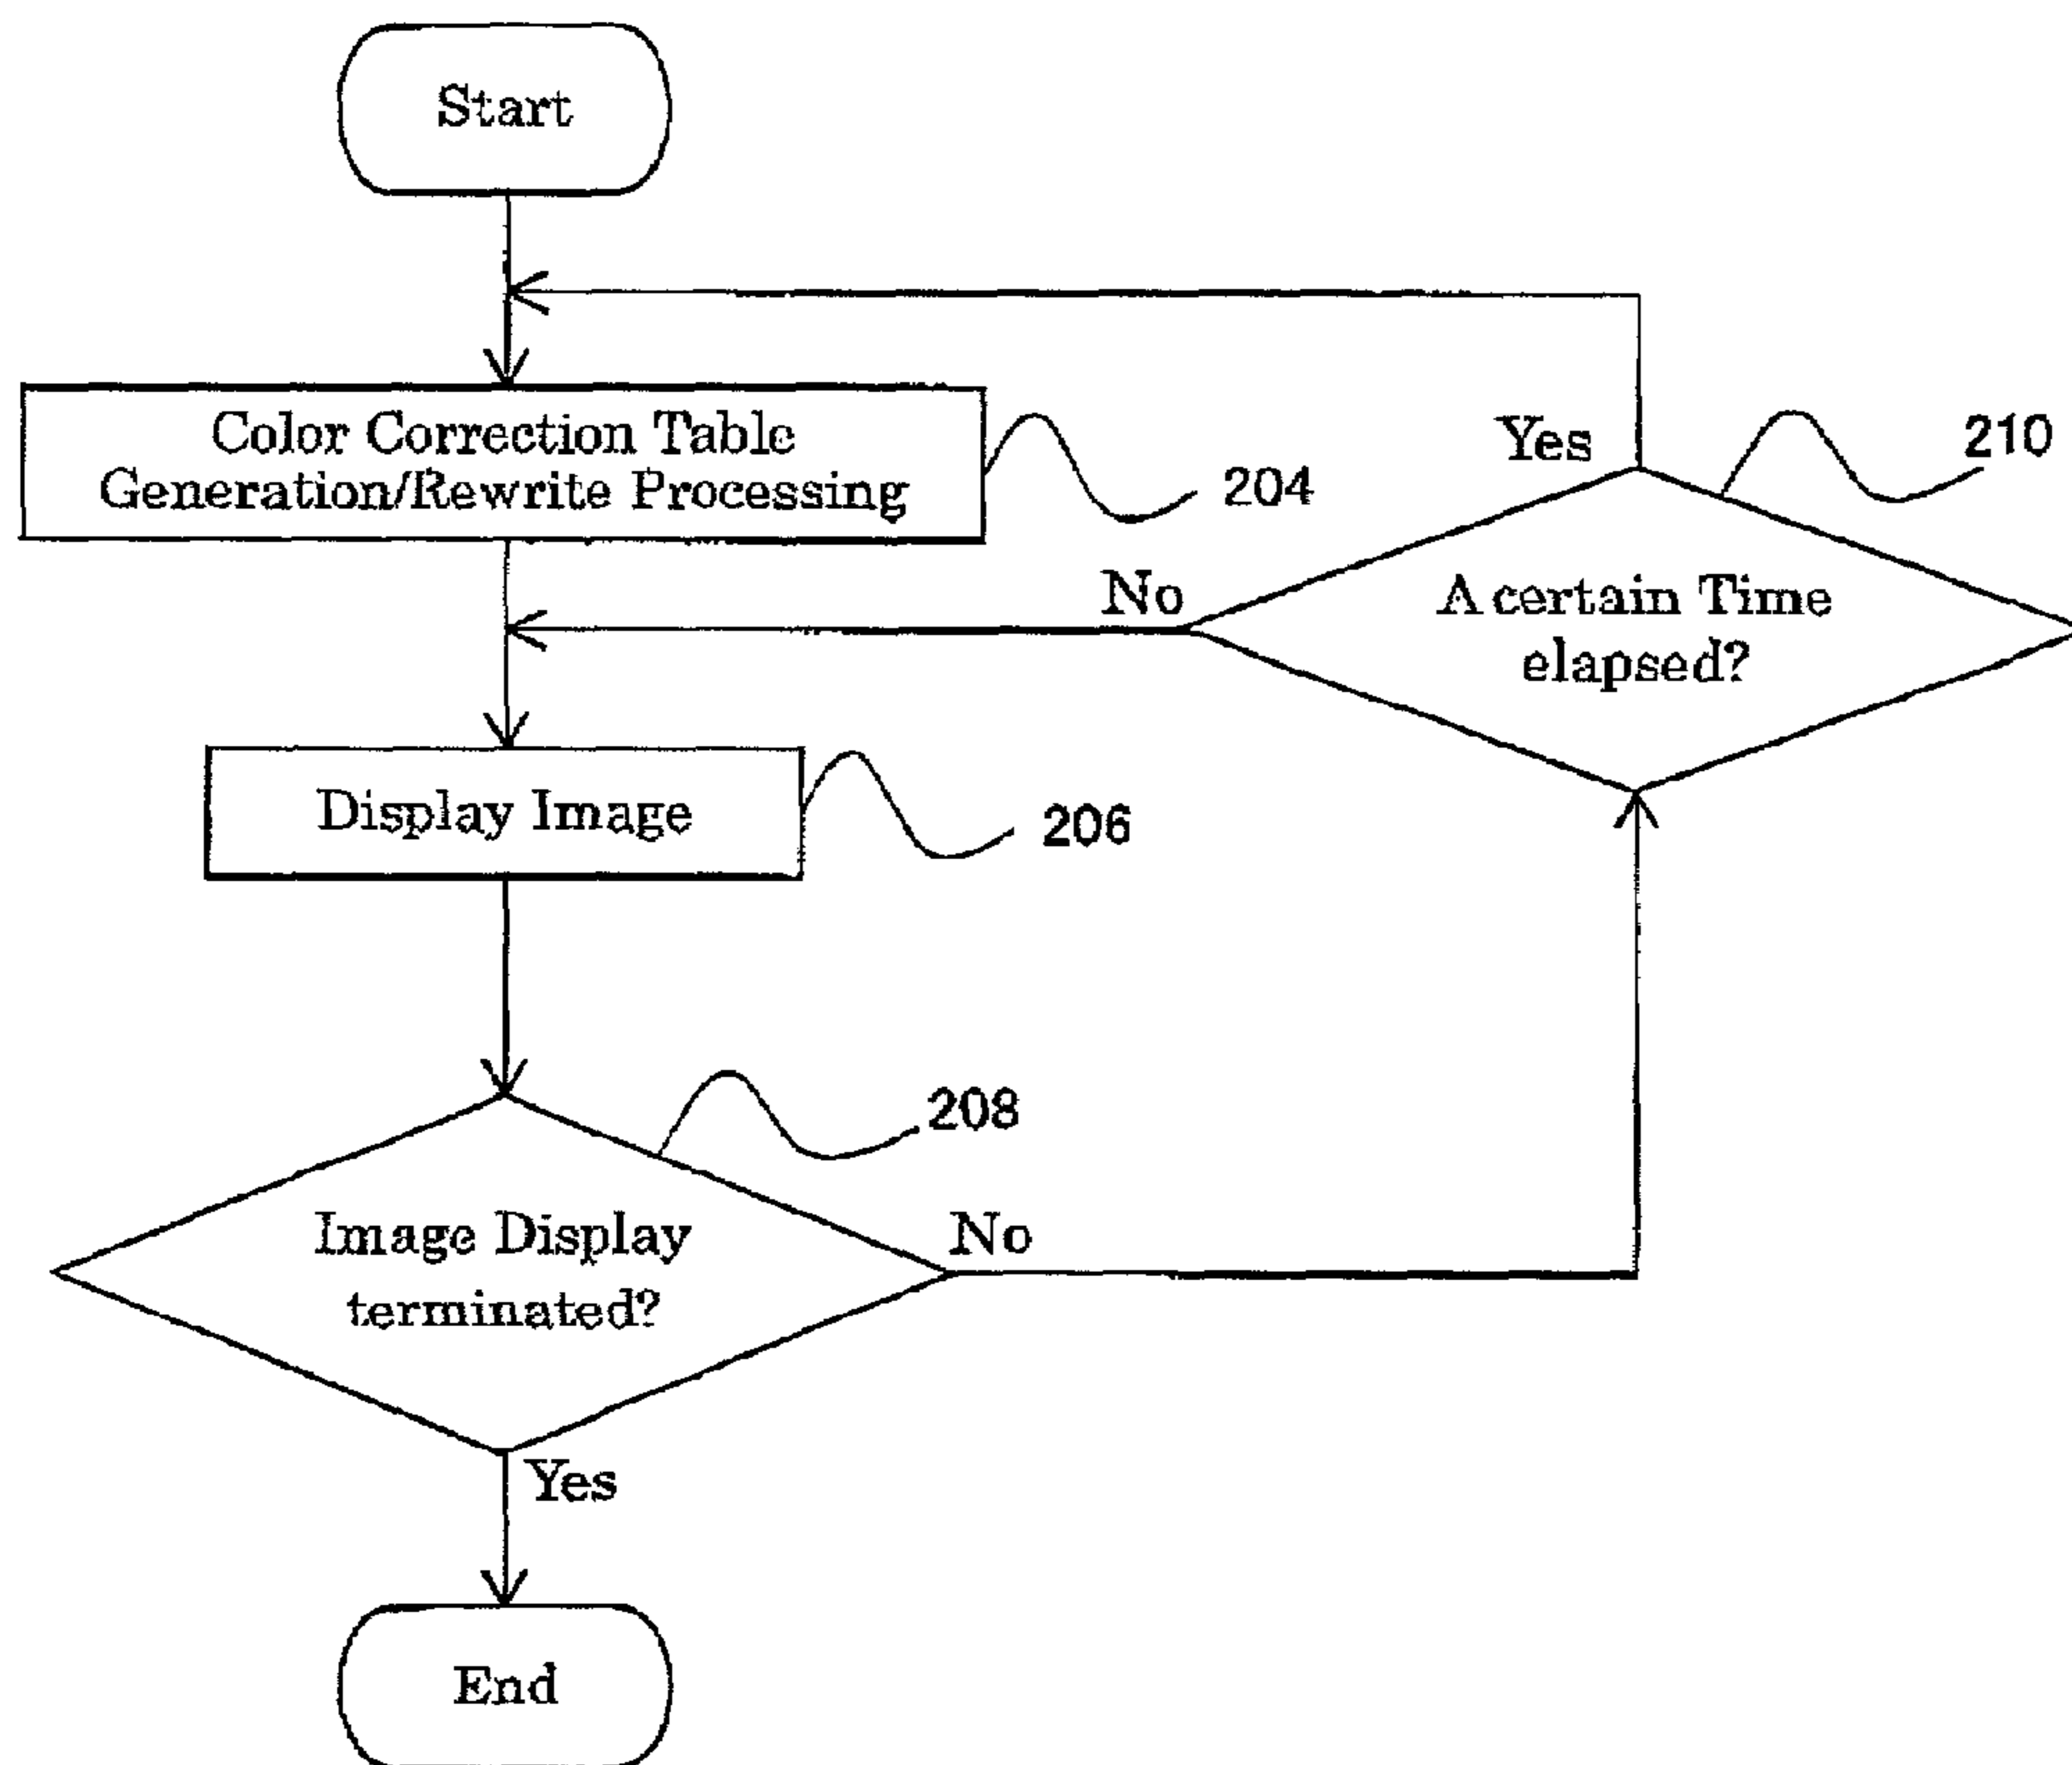 Start
Color Correction Table
Generation/Rewrite Processing
204
Yes
210
No
A certain Time
elapsed?
Display Image
206
208
Image Display
terminated?
No
Yes
End